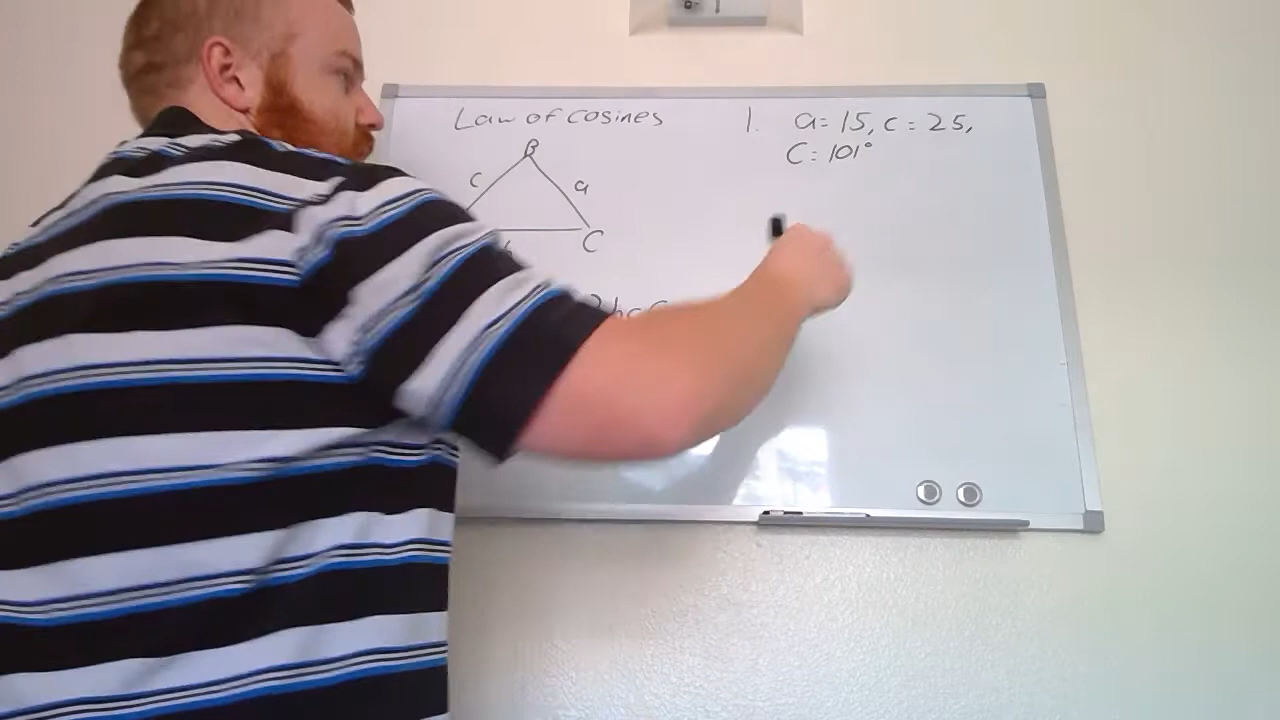 Law of cosines
B
c
a
C
1. a = 15, c = 25,
C = 101°